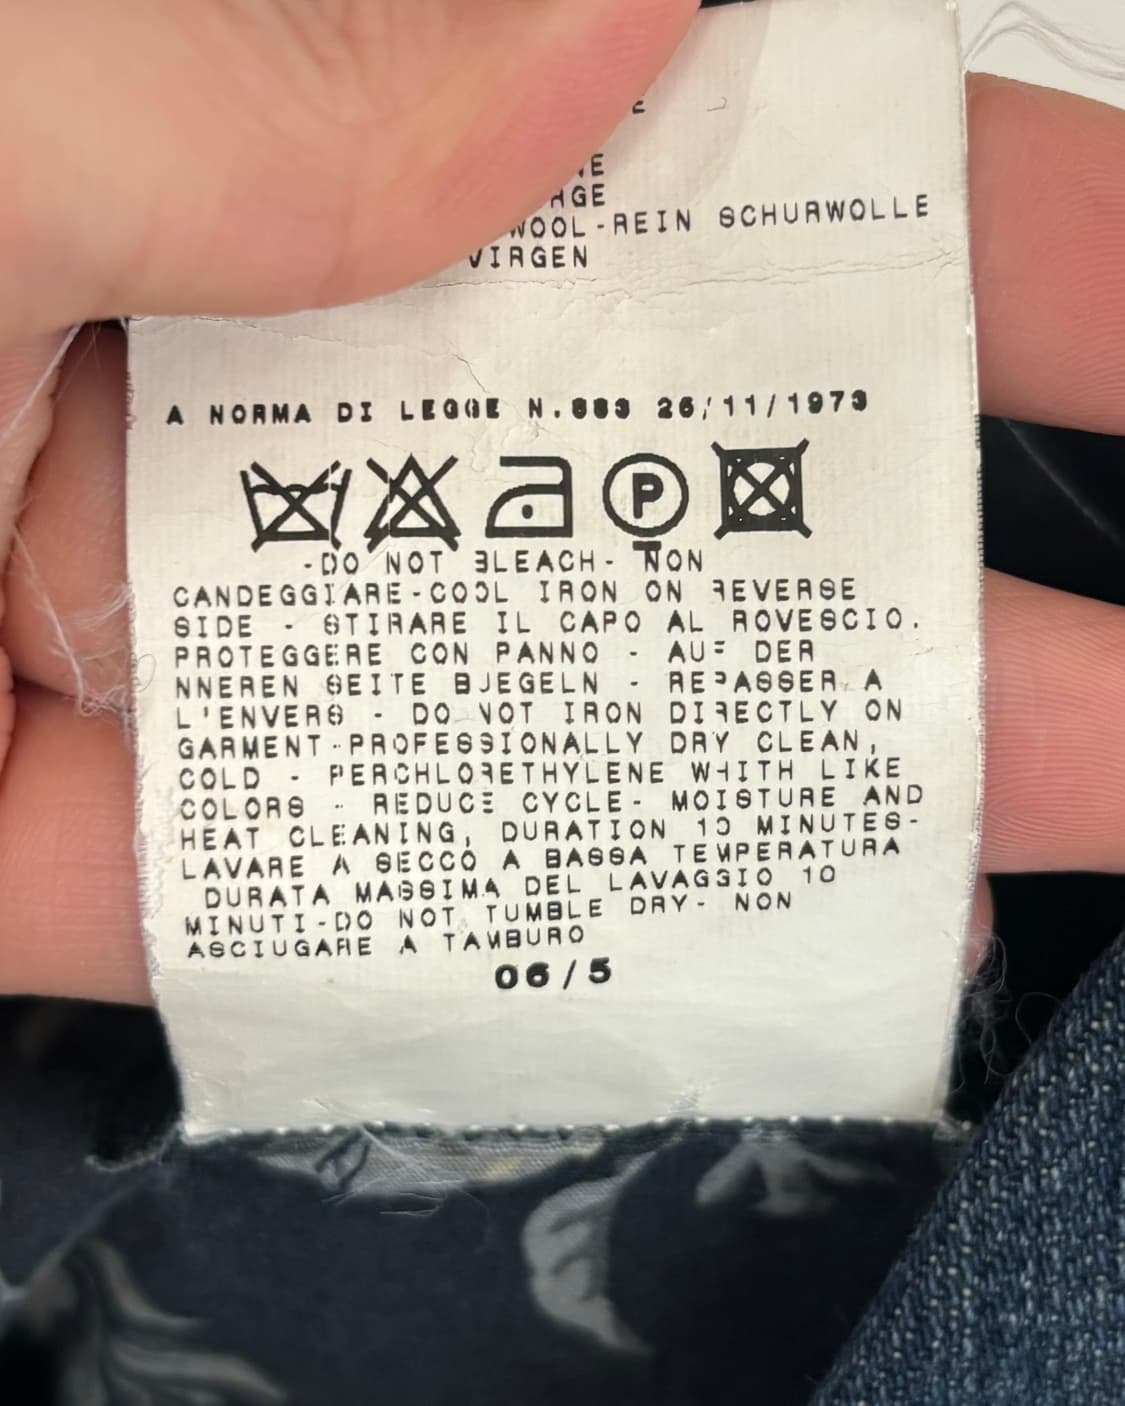 WOOL-REIN SCHURWOLLE
VIRGEN
A NORMA DI LEGGE N.883 26/11/1973
P
-DO NOT BLEACH- NON
CANDEGGIARE-COOL IRON ON REVERSE
SIDE - STIRARE IL CAPO AL ROVESCIO.
PROTEGGERE CON PANNO - AUF DER
NNEREN SEITE BUEGELN - REPASSER A
L'ENVERS - DO NOT IRON DIRECTLY ON
GARMENT-PROFESSIONALLY DRY CLEAN,
COLD - PERCHLORETHYLENE WHITH LIKE
COLORS - REDUCE CYCLE- MOISTURE AND
HEAT CLEANING, DURATION 10 MINUTES-
LAVARE A SECCO A BASSA TEMPERATURA
DURATA MASSIMA DEL LAVAGGIO 10
MINUTI-DO NOT TUMBLE DRY- NON
ASCIUGARE A TAMBURO
06/5